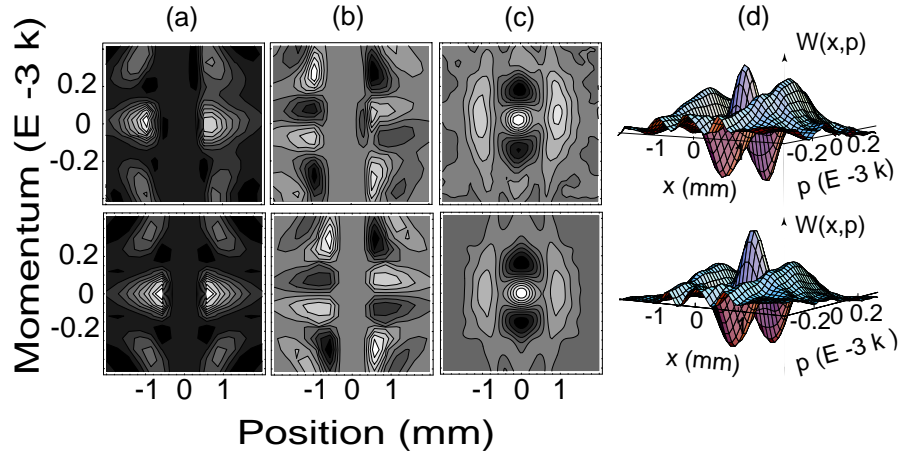 (a)
(b)
(c)
(d)
Momentum (E -3 k)
0.2
0
-0.2
0.2
0
-0.2
-1 0 1
-1 0 1
-1 0 1
Position (mm)
W(x,p)
-1
0
1
x (mm)
-0.2
0
0.2
p (E -3 k)
W(x,p)
-1
0
1
x (mm)
-0.2
0
0.2
p (E -3 k )